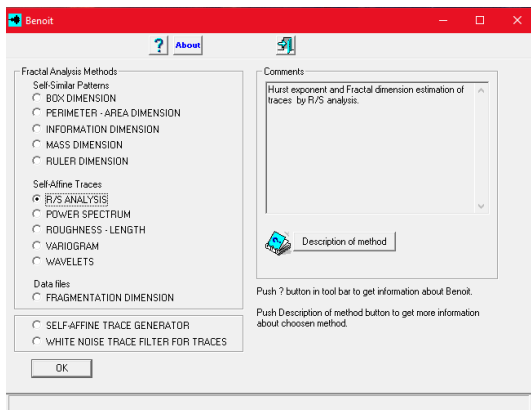 Benoit
? About
Fractal Analysis Methods
Self-Similar Patterns
BOX DIMENSION
PERIMETER - AREA DIMENSION
INFORMATION DIMENSION
MASS DIMENSION
RULER DIMENSION
Self-Affine Traces
R/S ANALYSIS
POWER SPECTRUM
ROUGHNESS - LENGTH
VARIOGRAM
WAVELETS
Data files
FRAGMENTATION DIMENSION
SELF-AFFINE TRACE GENERATOR
WHITE NOISE TRACE FILTER FOR TRACES
OK
Comments
Hurst exponent and Fractal dimension estimation of
traces by R/S analysis.
Description of method
Push ? button in tool bar to get information about Benoit.
Push Description of method button to get more information
about choosen method.